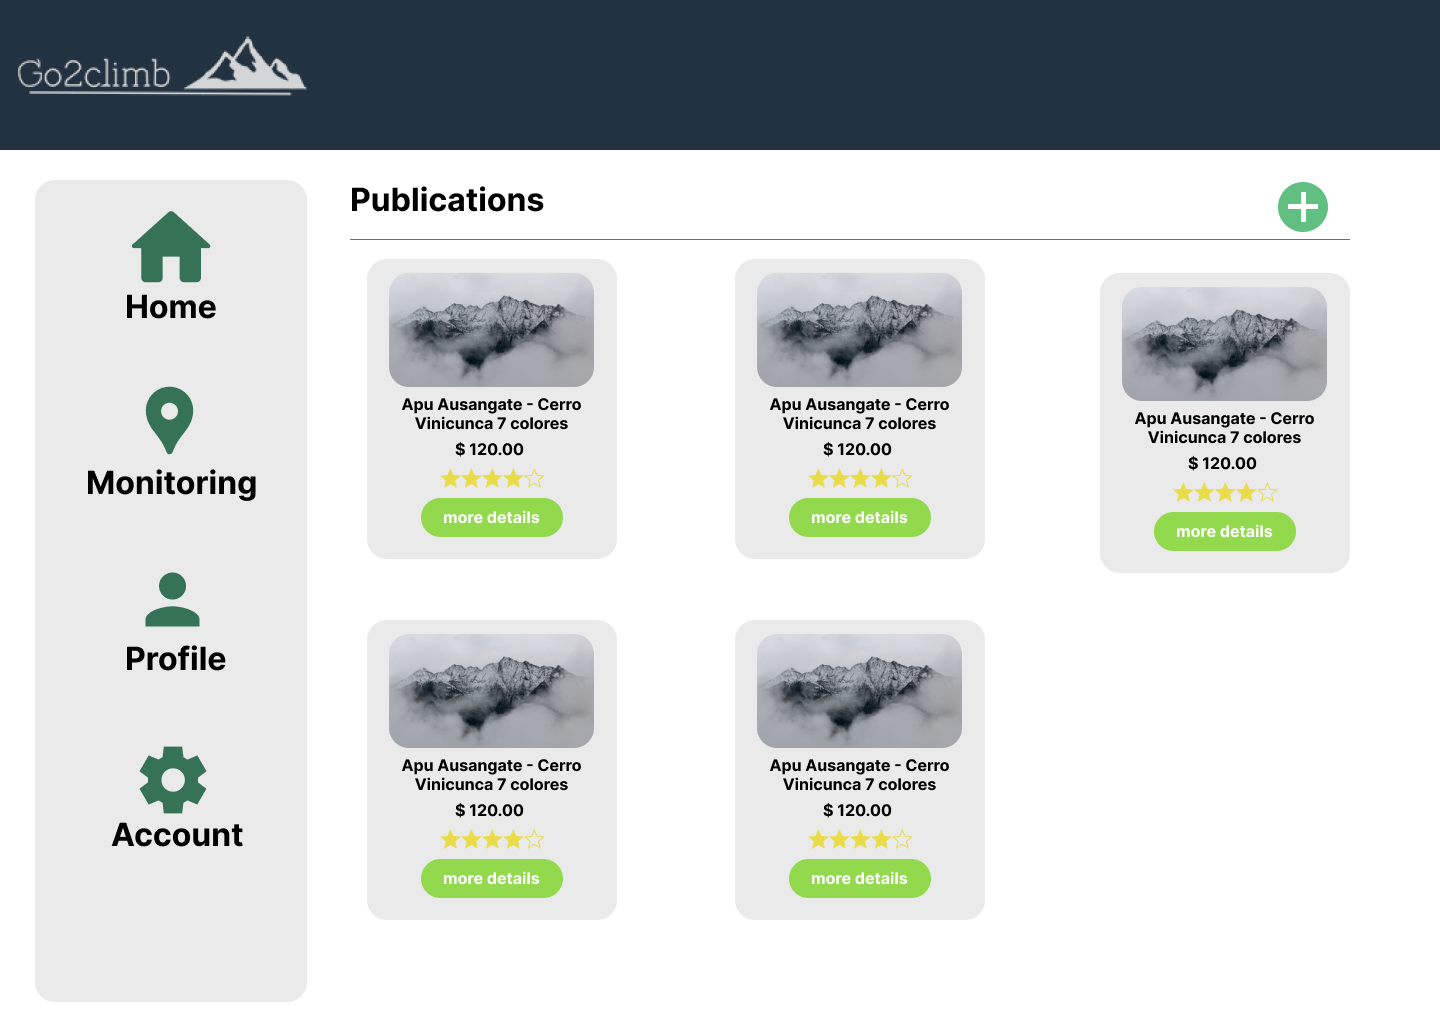 Go2climb
Publications
Home
Monitoring
Profile
Account
Apu Ausangate - Cerro
Vinicunca 7 colores
$ 120.00
more details
Apu Ausangate - Cerro
Vinicunca 7 colores
$ 120.00
more details
Apu Ausangate - Cerro
Vinicunca 7 colores
$ 120.00
more details
Apu Ausangate - Cerro
Vinicunca 7 colores
$ 120.00
more details
Apu Ausangate - Cerro
Vinicunca 7 colores
$ 120.00
more details